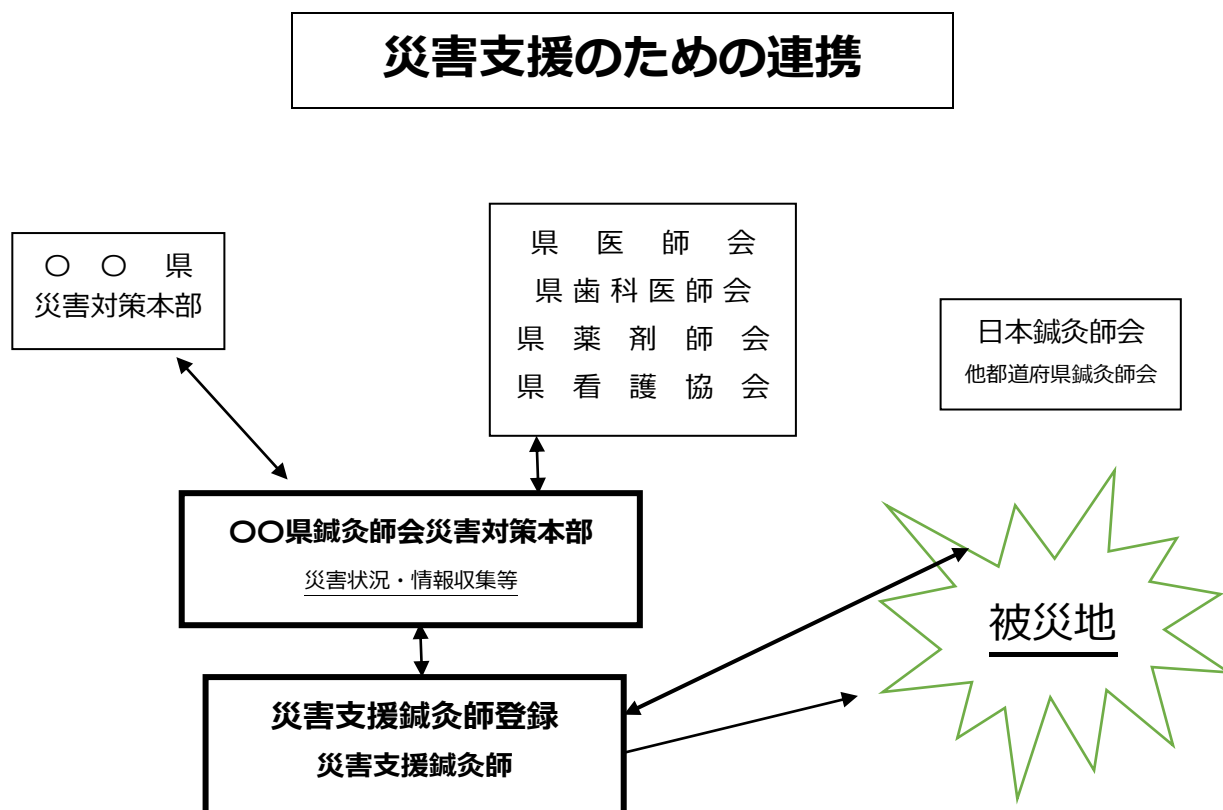 災害支援のための連携
〇 〇 県
災害対策本部
県医師会
県歯科医師会
県薬剤師会
県看護協会
日本鍼灸師会
他都道府県鍼灸師会
〇〇県鍼灸師会災害対策本部
災害状況・情報収集等
被災地
災害支援鍼灸師登録
災害支援鍼灸師